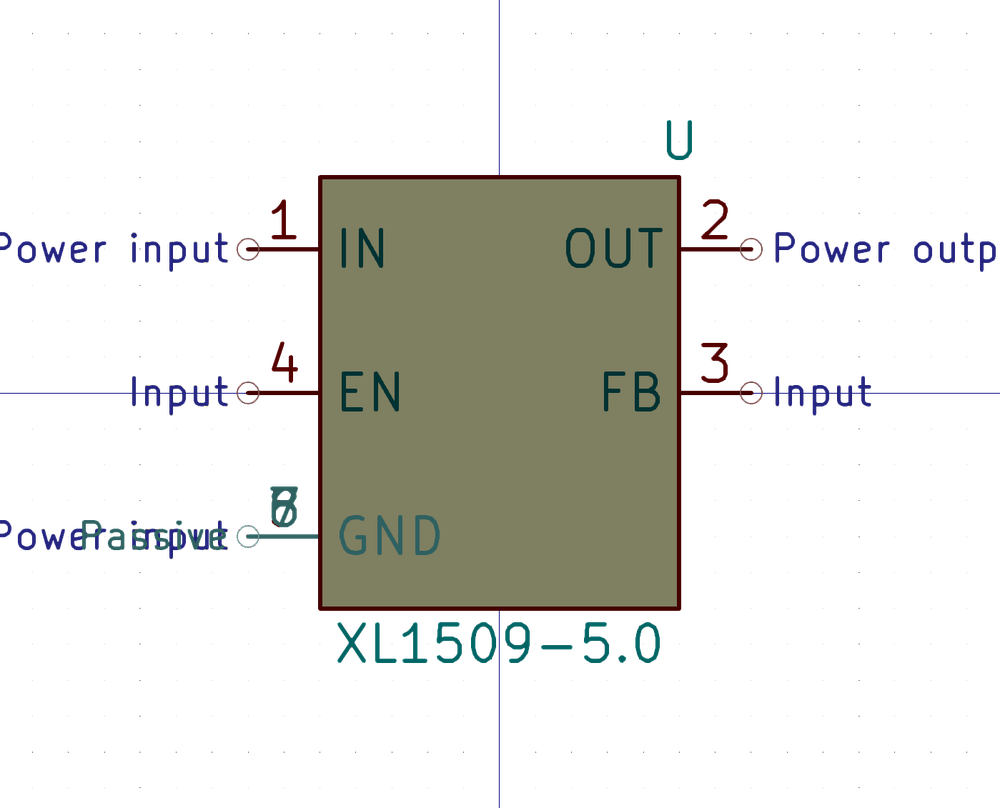 U
Power input 1 IN OUT 2 Power outp
Input 4 EN FB 3 Input
Power input Passive GND
XL1509-5.0